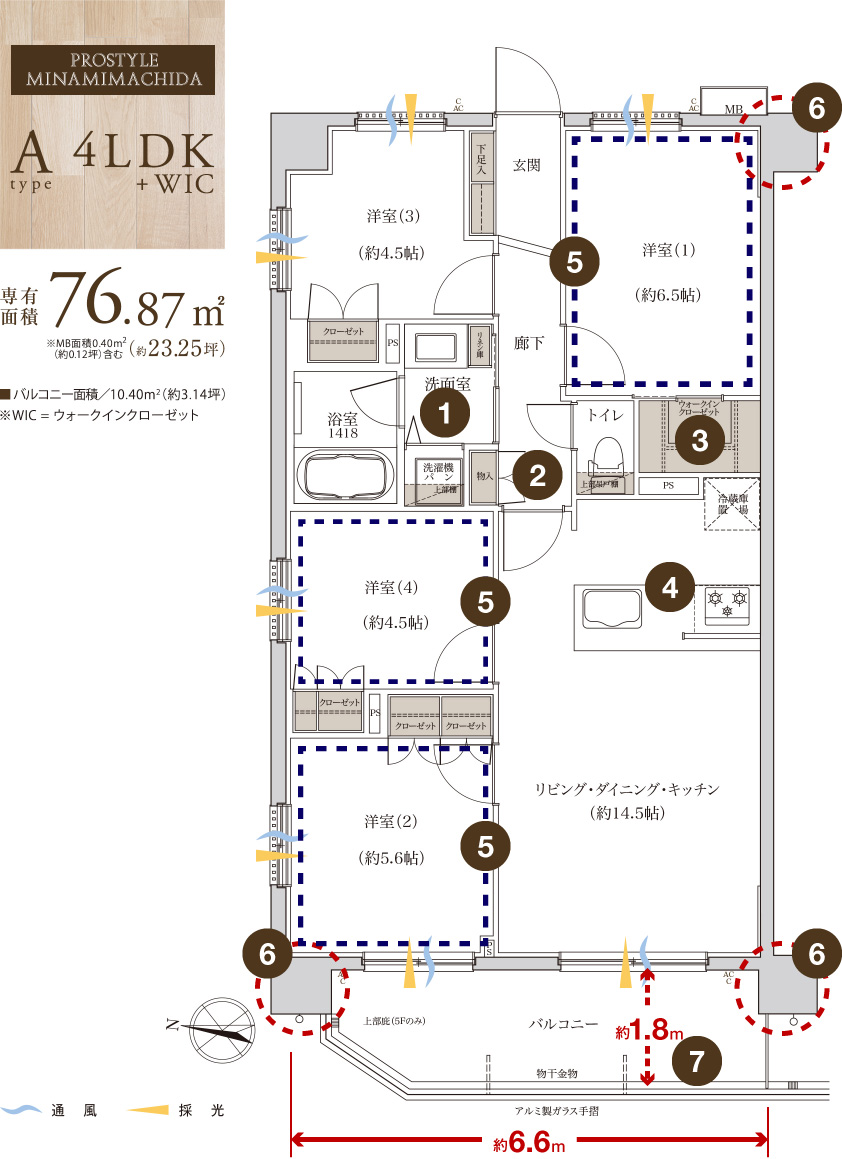 PROSTYLE
MINAMIMACHIDA
A 4LDK
type +WIC
専有面積 76.87㎡
※MB面積0.40m²
(約0.12坪)含む (約23.25坪)
■バルコニー面積／10.40m²(約3.14坪)
※WIC = ウォークインクローゼット
C
AC
C
AC
MB
6
下足入
玄関
洋室(3)
(約4.5帖)
5
洋室(1)
(約6.5帖)
クローゼット
PS
リネン庫
廊下
洗面室
1
浴室
1418
トイレ
ウォークイン
クローゼット
3
洗濯機
パン
上部棚
物入
2
上部吊戸棚
PS
冷蔵庫
置場
洋室(4)
(約4.5帖)
5
4
クローゼット
PS
クローゼット
クローゼット
リビング・ダイニング・キッチン
(約14.5帖)
洋室(2)
(約5.6帖)
5
PS
6
6
AC
C
AC
C
N
上部庇(5Fのみ)
バルコニー
約1.8m
7
物干金物
アルミ製ガラス手摺
通風
採光
約6.6m